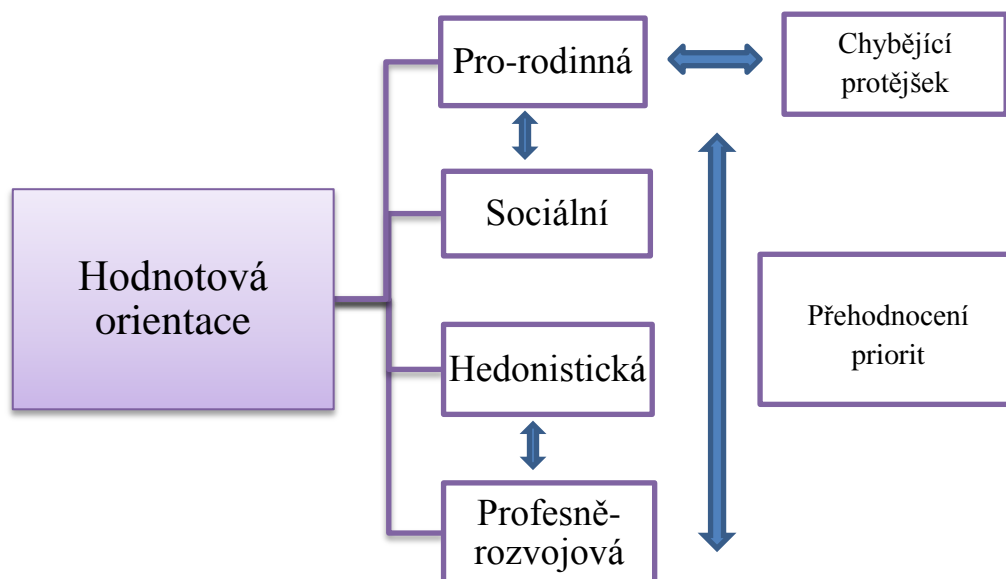 Hodnotová
orientace
Pro-rodinná
Sociální
Hedonistická
Profesně-
rozvojová
Chybějící
protějšek
Přehodnocení
priorit